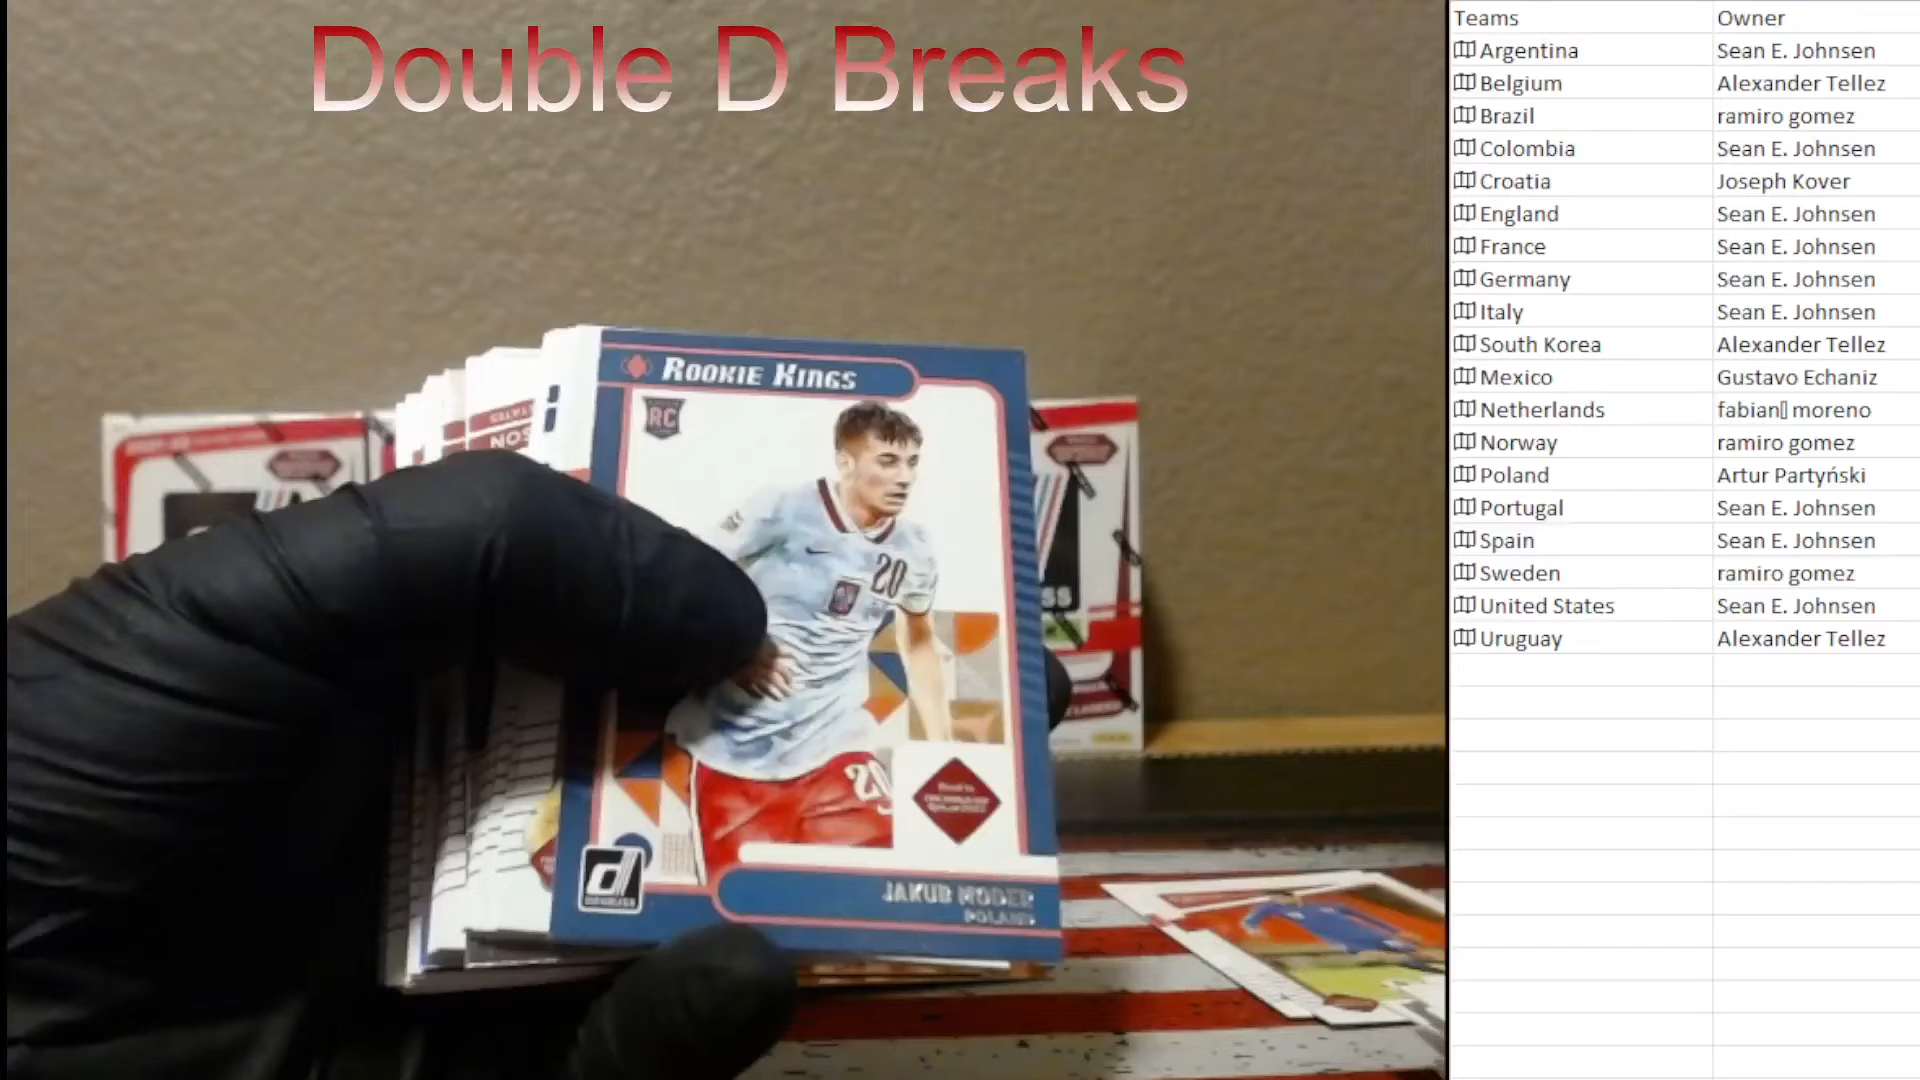 Double D Breaks
Teams Owner
Argentina Sean E. Johnsen
Belgium Alexander Tellez
Brazil ramiro gomez
Colombia Sean E. Johnsen
Croatia Joseph Kover
England Sean E. Johnsen
France Sean E. Johnsen
Germany Sean E. Johnsen
Italy Sean E. Johnsen
South Korea Alexander Tellez
Mexico Gustavo Echaniz
Netherlands fabian▯ moreno
Norway ramiro gomez
Poland Artur Partyński
Portugal Sean E. Johnsen
Spain Sean E. Johnsen
Sweden ramiro gomez
United States Sean E. Johnsen
Uruguay Alexander Tellez
ROOKIE KINGS
RC
20
20
JAKUB MODER
POLAND